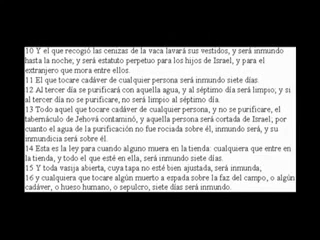 10 Y el que recogió las cenizas de la vaca lavará sus vestidos, y será inmundo
hasta la noche; y será estatuto perpetuo para los hijos de Israel, y para el
extranjero que mora entre ellos.
11 El que tocare cadáver de cualquier persona será inmundo siete días.
12 Al tercer día se purificará con aquella agua, y al séptimo día será limpio; y si
al tercer día no se purificare, no será limpio al séptimo día.
13 Todo aquel que tocare cadáver de cualquier persona, y no se purificare, el
tabernáculo de Jehová contaminó, y aquella persona será cortada de Israel; por
cuanto el agua de la purificación no fue rociada sobre él, inmundo será, y su
inmundicia será sobre él.
14 Esta es la ley para cuando alguno muera en la tienda: cualquiera que entre en
la tienda, y todo el que esté en ella, será inmundo siete días.
15 Y toda vasija abierta, cuya tapa no esté bien ajustada, será inmunda;
16 y cualquiera que tocare algún muerto a espada sobre la faz del campo, o algún
cadáver, o hueso humano, o sepulcro, siete días será inmundo.